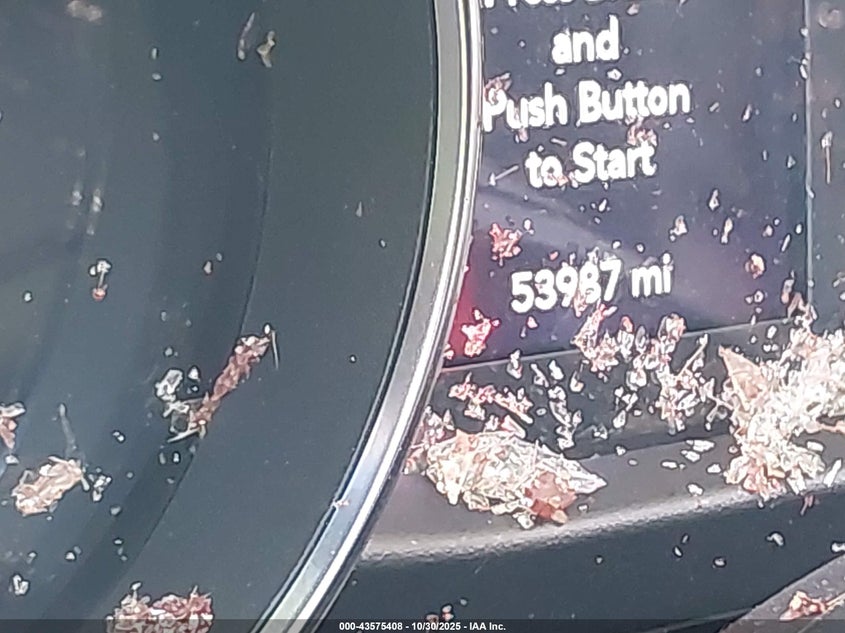 and
Push Button
to Start
53987 mi
000-43575408 - 10/30/2025 - IAA Inc.